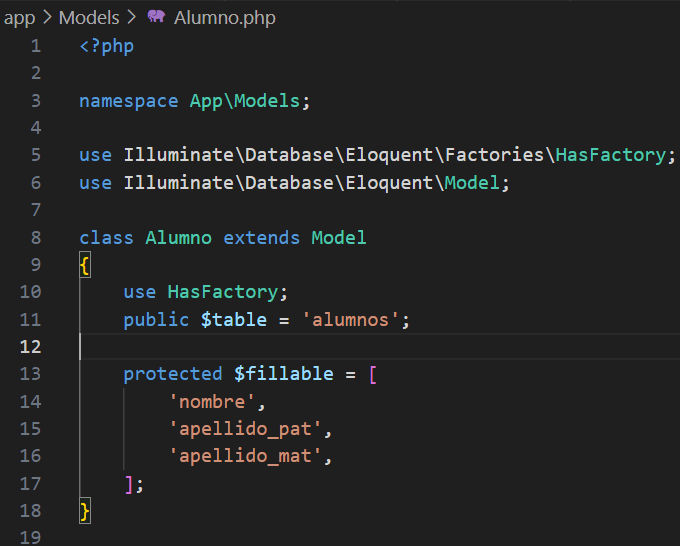 app > Models > Alumno.php
1 <?php
2
3 namespace App\Models;
4
5 use Illuminate\Database\Eloquent\Factories\HasFactory;
6 use Illuminate\Database\Eloquent\Model;
7
8 class Alumno extends Model
9 {
10     use HasFactory;
11     public $table = 'alumnos';
12
13     protected $fillable = [
14         'nombre',
15         'apellido_pat',
16         'apellido_mat',
17     ];
18 }
19